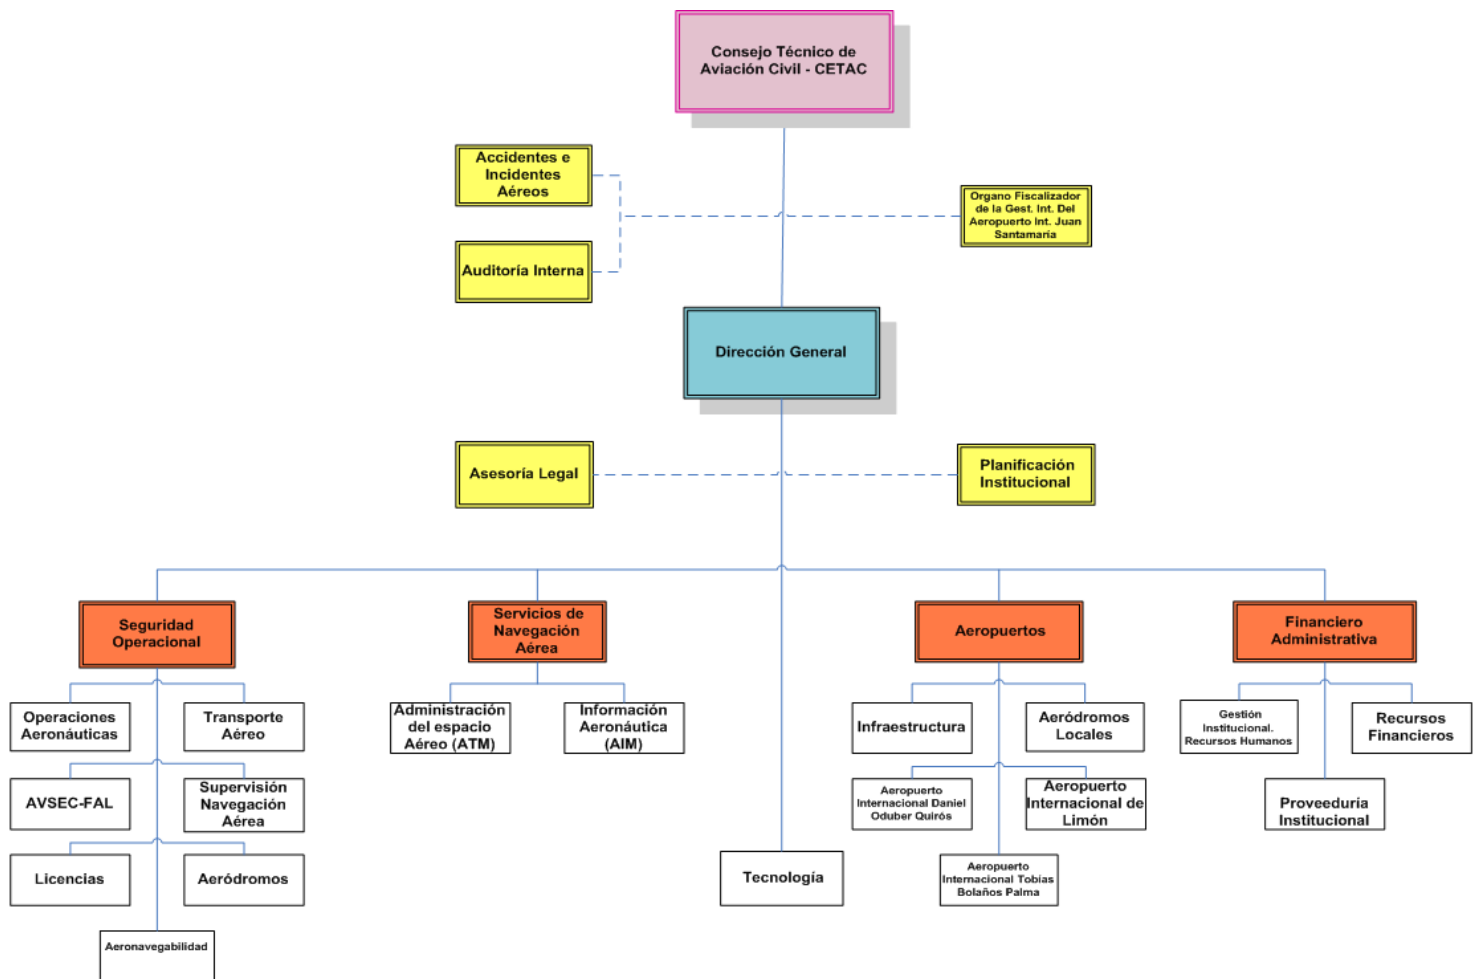 Consejo Técnico de
Aviación Civil - CETAC
Accidentes e
Incidentes
Aéreos
Organo Fiscalizador
de la Gest. Int. Del
Aeropuerto Int. Juan
Santamaría
Auditoría Interna
Dirección General
Asesoría Legal
Planificación
Institucional
Seguridad
Operacional
Servicios de
Navegación
Aérea
Aeropuertos
Financiero
Administrativa
Operaciones
Aeronáuticas
Transporte
Aéreo
Administración
del espacio
Aéreo (ATM)
Información
Aeronáutica
(AIM)
Infraestructura
Aeródromos
Locales
Gestión
Institucional.
Recursos Humanos
Recursos
Financieros
AVSEC-FAL
Supervisión
Navegación
Aérea
Aeropuerto
Internacional Daniel
Oduber Quirós
Aeropuerto
Internacional de
Limón
Proveeduría
Institucional
Licencias
Aeródromos
Tecnología
Aeropuerto
Internacional Tobías
Bolaños Palma
Aeronavegabilidad